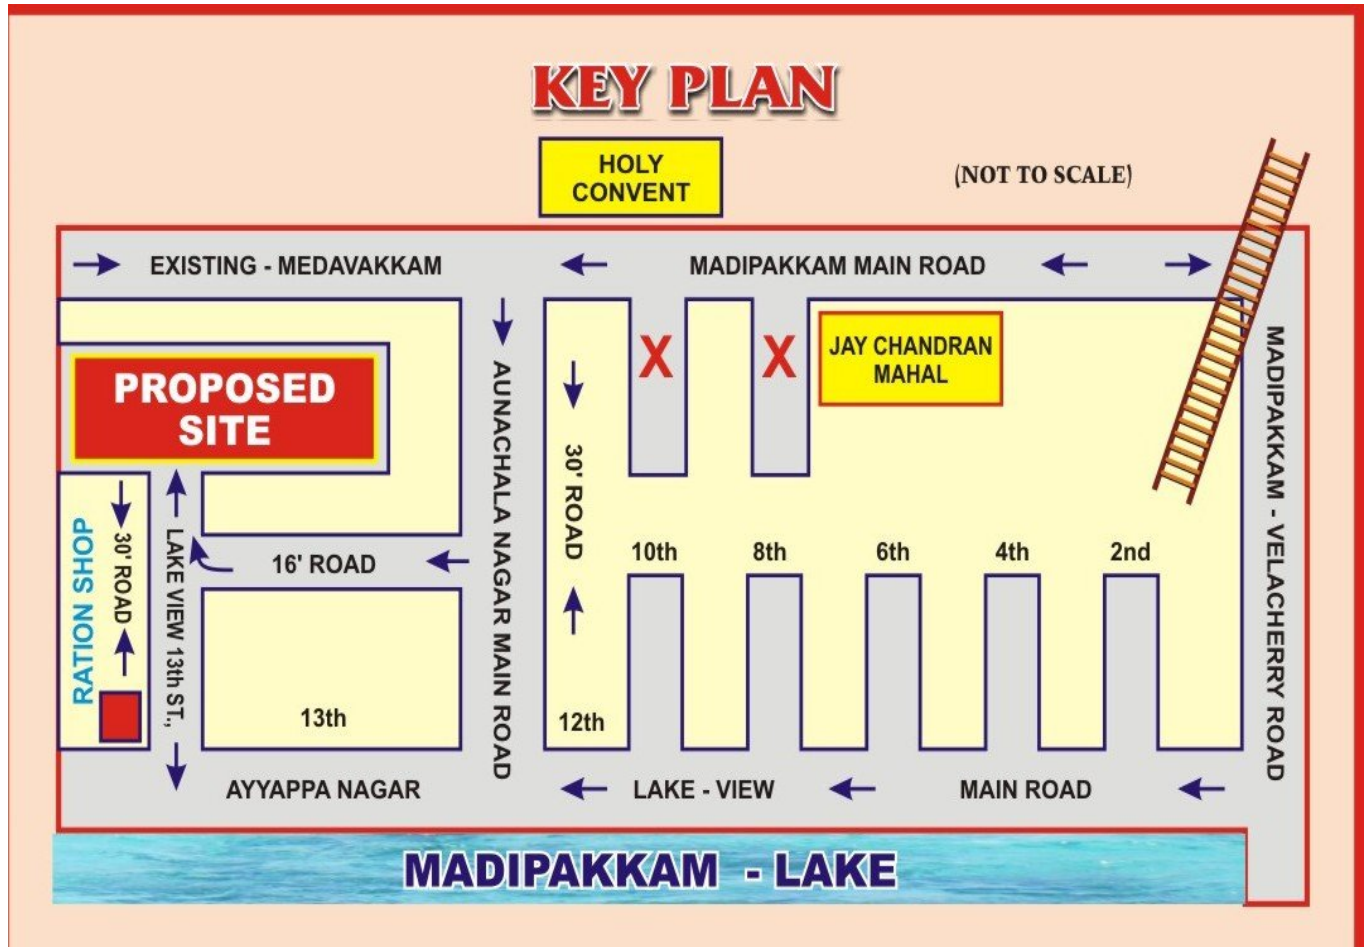 KEY PLAN
HOLY
CONVENT
(NOT TO SCALE)
EXISTING - MEDAVAKKAM
MADIPAKKAM MAIN ROAD
PROPOSED
SITE
AUNACHALA NAGAR MAIN ROAD
30' ROAD
X
X
JAY CHANDRAN
MAHAL
MADIPAKKAM - VELACHERRY ROAD
RATION SHOP
30' ROAD
LAKE VIEW 13th ST.,
16' ROAD
10th
8th
6th
4th
2nd
13th
12th
AYYAPPA NAGAR
LAKE - VIEW
MAIN ROAD
MADIPAKKAM - LAKE